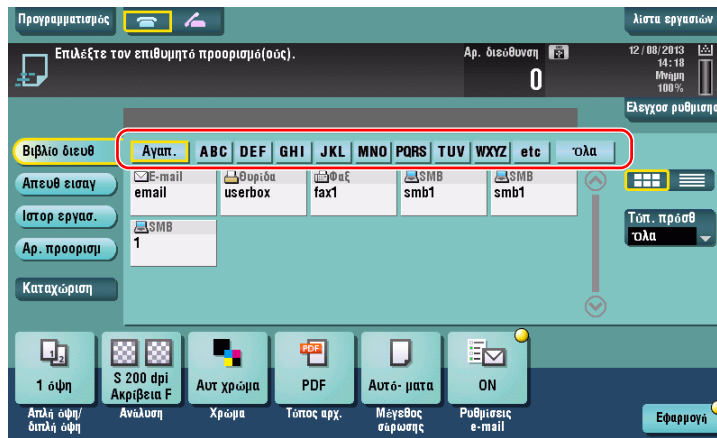 Προγραμματισμός
λίστα εργασιών
Επιλέξτε τον επιθυμητό προορισμό(ούς).
Αρ. διεύθυνση
0
12/08/2013
14:18
Μνήμη
100%
Ελεγχοσ ρυθμισησ
Βιβλίο διευθ
Αγαπ. ABC DEF GHI JKL MNO PQRS TUV WXYZ etc Όλα
Απευθ εισαγ
Ιστορ εργασ.
Αρ. προορισμ
Καταχώριση
E-mail
email
Θυρίδα
userbox
Φαξ
fax1
SMB
smb1
SMB
smb1
SMB
1
Τόπ. πρόσθ
Όλα
1 όψη
S
200 dpi
Ακρίβεια F
Αυτ χρώμα
PDF
PDF
Αυτό- ματα
ON
Απλή όψη/
διπλή όψη
Ανάλυση
Χρώμα
Τύπος αρχ.
Μέγεθος
σάρωσης
Ρυθμίσεις
e-mail
Εφαρμογή